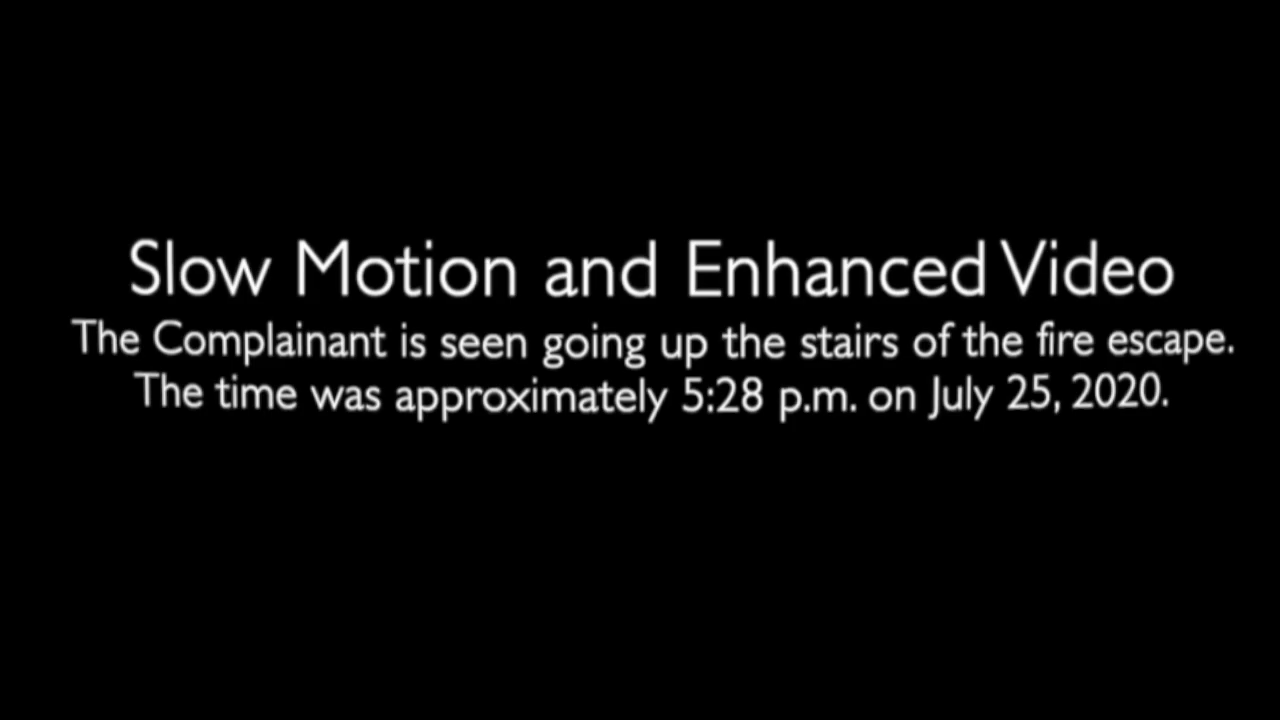 Slow Motion and Enhanced Video
The Complainant is seen going up the stairs of the fire escape.
The time was approximately 5:28 p.m. on July 25, 2020.